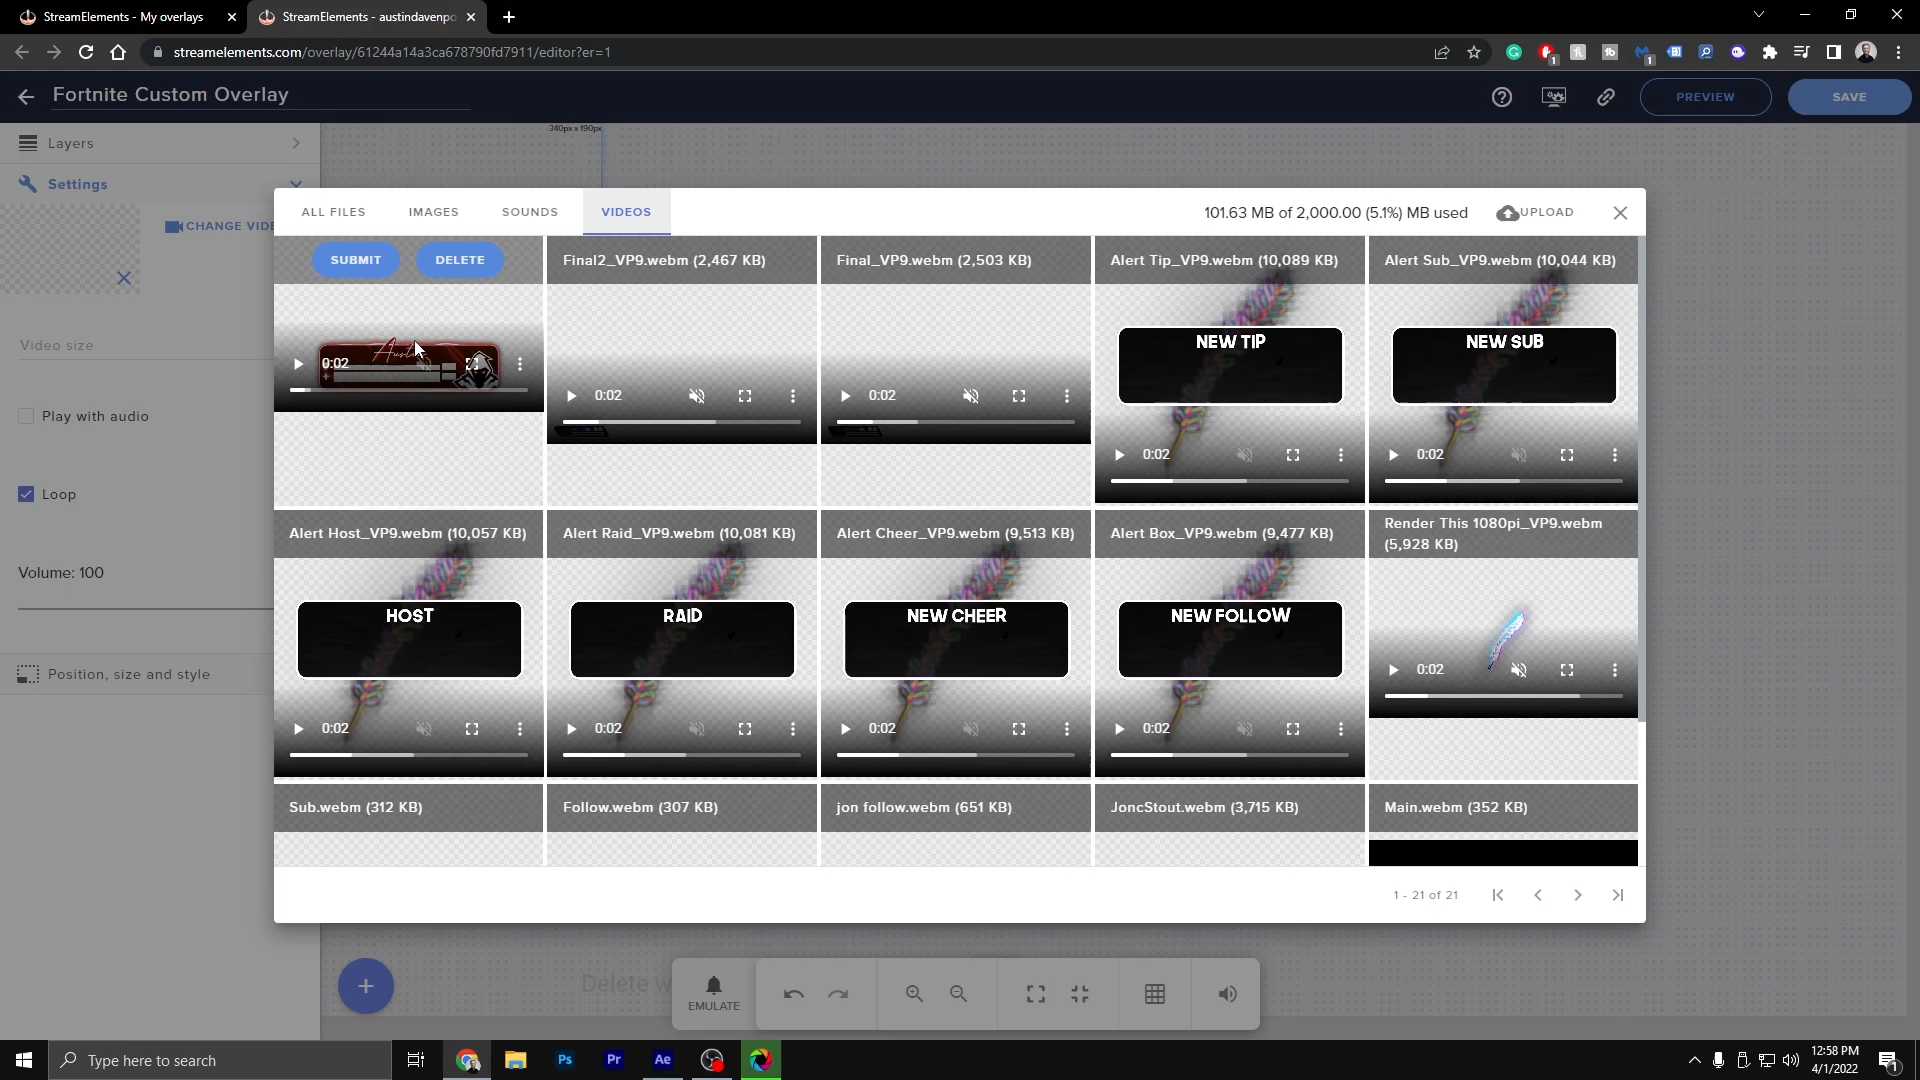 StreamElements - My overlays
StreamElements - austindavenpo
streamelements.com/overlay/61244a14a3ca678790fd7911/editor?er=1
Fortnite Custom Overlay
PREVIEW
SAVE
Layers
340px x 190px
Settings
CHANGE VIDE
Video size
Play with audio
Loop
Volume: 100
Position, size and style
ALL FILES
IMAGES
SOUNDS
VIDEOS
101.63 MB of 2,000.00 (5.1%) MB used
UPLOAD
SUBMIT
DELETE
Final2_VP9.webm (2,467 KB)
Final_VP9.webm (2,503 KB)
Alert Tip_VP9.webm (10,089 KB)
Alert Sub_VP9.webm (10,044 KB)
NEW TIP
NEW SUB
0:02
0:02
0:02
0:02
0:02
Alert Host_VP9.webm (10,057 KB)
Alert Raid_VP9.webm (10,081 KB)
Alert Cheer_VP9.webm (9,513 KB)
Alert Box_VP9.webm (9,477 KB)
Render This 1080pi_VP9.webm
(5,928 KB)
HOST
RAID
NEW CHEER
NEW FOLLOW
0:02
0:02
0:02
0:02
0:02
Sub.webm (312 KB)
Follow.webm (307 KB)
jon follow.webm (651 KB)
JoncStout.webm (3,715 KB)
Main.webm (352 KB)
1 - 21 of 21
Delete w
EMULATE
Type here to search
Ps
Pr
Ae
12:58 PM
4/1/2022
1